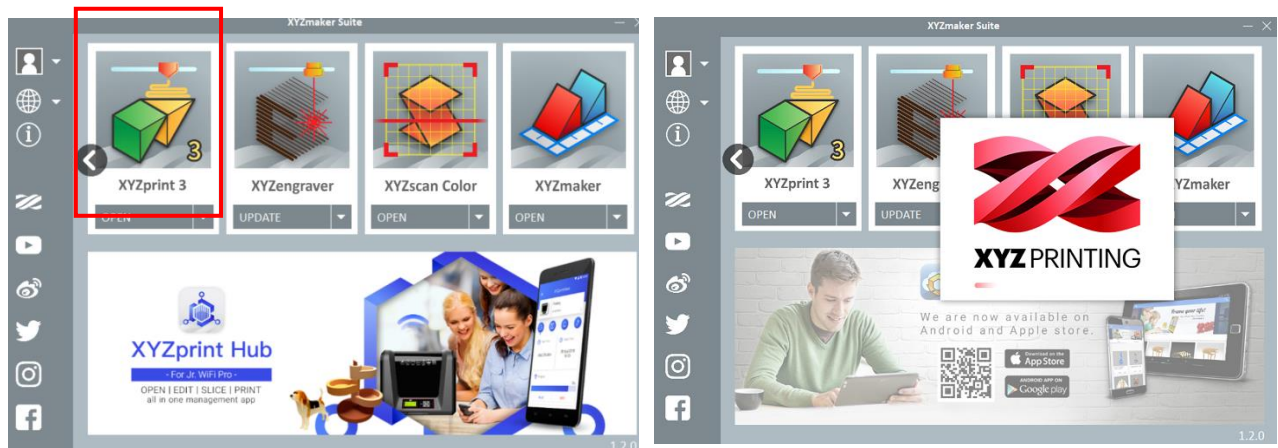 XYZmaker Suite
3
XYZprint 3
XYZengraver
XYZscan Color
XYZmaker
OPEN
UPDATE
OPEN
OPEN
XYZprint Hub
- For Jr. WiFi Pro -
OPEN | EDIT | SLICE | PRINT
all in one management app
1.2.0
XYZmaker Suite
3
XYZprint 3
XYZeng
YZmaker
OPEN
UPDATE
XYZ PRINTING
We are now available on
Android and Apple store.
Download on the
App Store
ANDROID APP ON
Google play
1.2.0